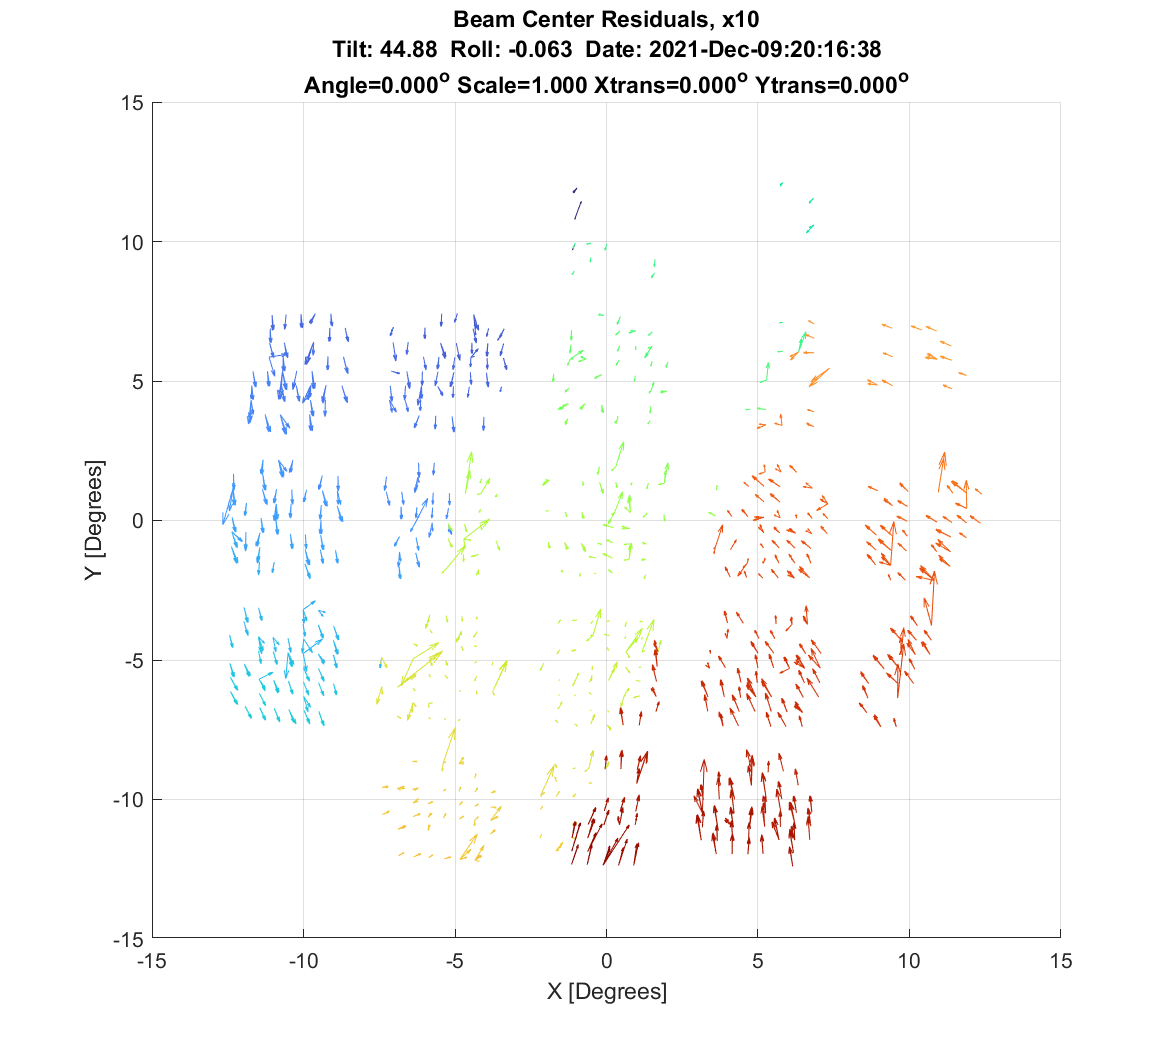 Beam Center Residuals, x10
Tilt: 44.88  Roll: -0.063  Date: 2021-Dec-09:20:16:38
Angle=0.000° Scale=1.000 Xtrans=0.000° Ytrans=0.000°
15
10
5
0
-5
-10
-15
Y [Degrees]
-15 -10 -5 0 5 10 15
X [Degrees]